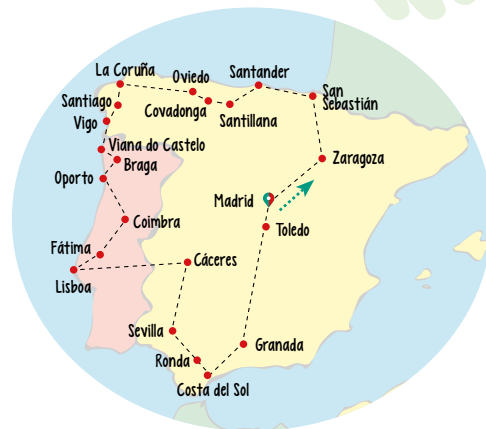 La Coruña
Oviedo
Santander
San
Sebastián
Santiago
Covadonga
Santillana
Vigo
Viana do Castelo
Braga
Zaragoza
Oporto
Madrid
Coimbra
Toledo
Fátima
Cáceres
Lisboa
Sevilla
Granada
Ronda
Costa del Sol